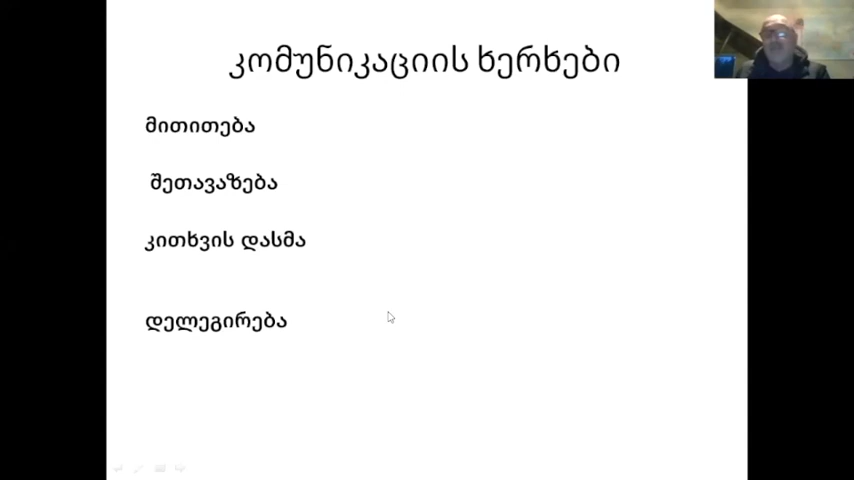 კომუნიკაციის ხერხები
მითითება
შეთავაზება
კითხვის დასმა
დელეგირება